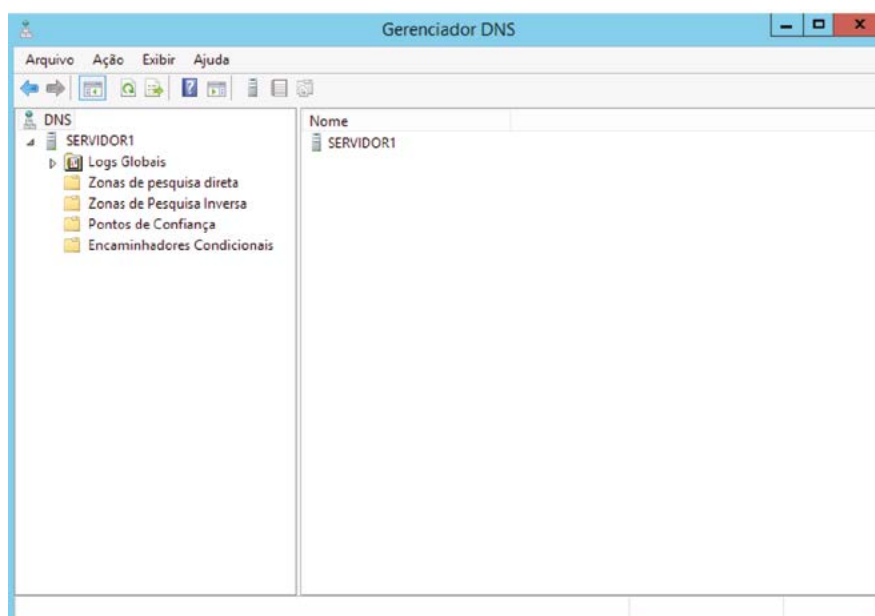 Gerenciador DNS
Arquivo Ação Exibir Ajuda
DNS
SERVIDOR1
Logs Globais
Zonas de pesquisa direta
Zonas de Pesquisa Inversa
Pontos de Confiança
Encaminhadores Condicionais
Nome
SERVIDOR1